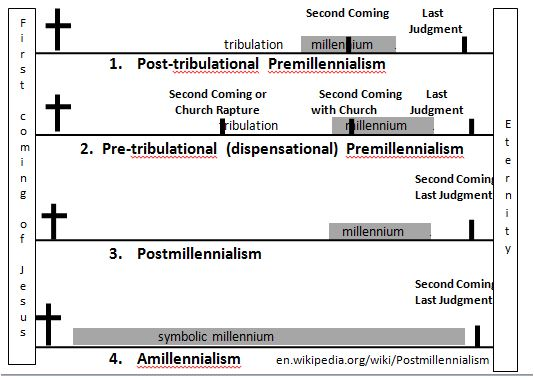 First coming of Jesus
Second Coming
Last
Judgment
tribulation
millennium
1. Post-tribulational Premillennialism
Second Coming or
Church Rapture
Second Coming
with Church
Last
Judgment
tribulation
millennium
2. Pre-tribulational (dispensational) Premillennialism
Second Coming
Last Judgment
millennium
3. Postmillennialism
Second Coming
Last Judgment
symbolic millennium
4. Amillennialism
en.wikipedia.org/wiki/Postmillennialism
Eternity